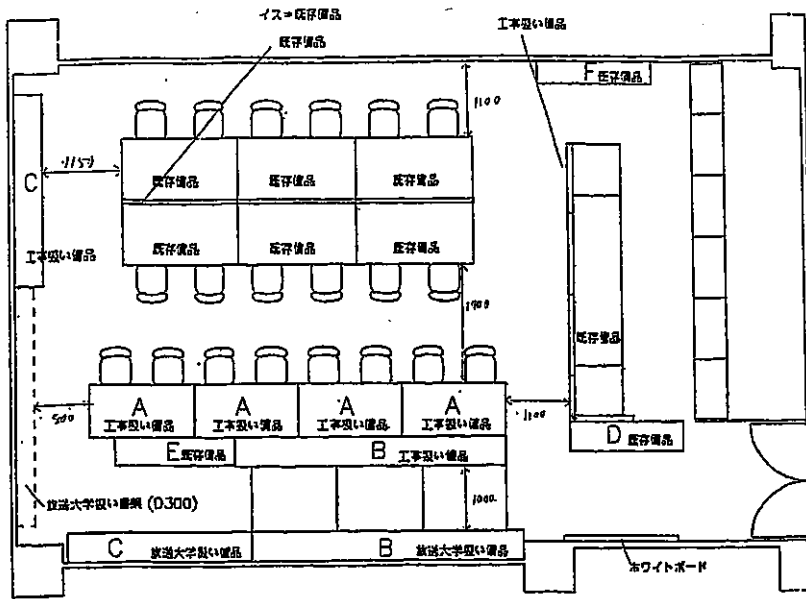 イス=既存備品
既存備品
工事扱い備品
F 既存備品
1100
C
1150
既存備品
既存備品
既存備品
既存備品
既存備品
既存備品
工事扱い備品
既存備品
A
A
A
A
工事扱い備品
工事扱い備品
工事扱い備品
工事扱い備品
1100
D 既存備品
E 既存備品
B
工事扱い備品
放送大学扱い書架 (D300)
1000
C 放送大学扱い備品
B 放送大学扱い備品
ホワイトボード